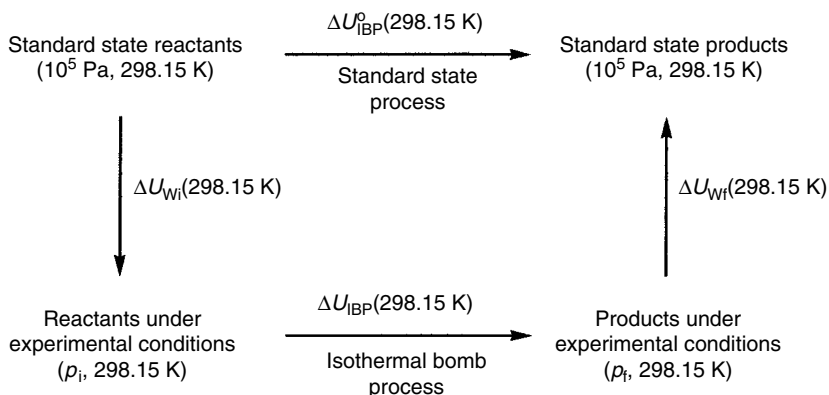 ΔU°IBP(298.15 K)
Standard state reactants
(10⁵ Pa, 298.15 K)
Standard state
process
Standard state products
(10⁵ Pa, 298.15 K)
ΔUWi(298.15 K)
ΔUWf(298.15 K)
Reactants under
experimental conditions
(pi, 298.15 K)
ΔUIBP(298.15 K)
Isothermal bomb
process
Products under
experimental conditions
(pf, 298.15 K)